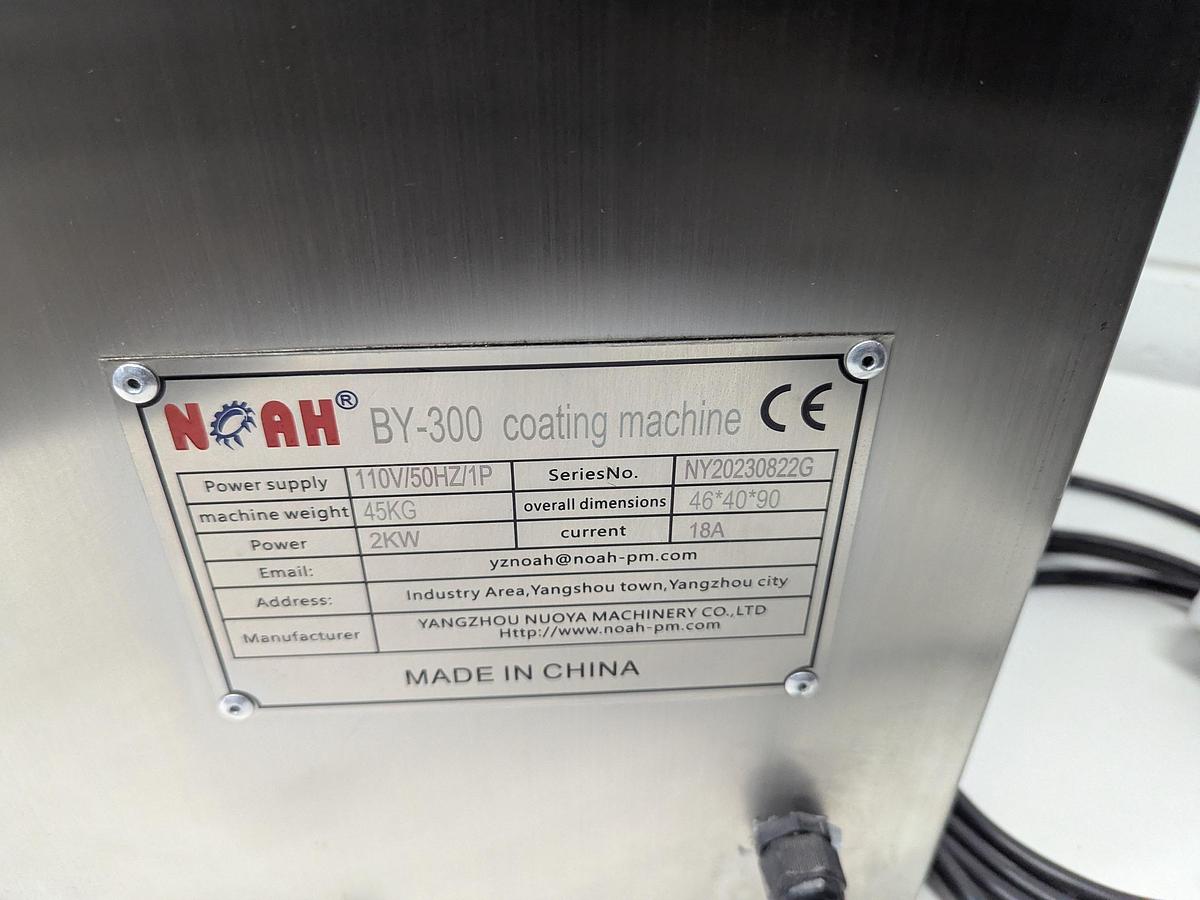 NOAH® BY-300 coating machine CE
Power supply 110V/50HZ/1P SeriesNo. NY20230822G
machine weight 45KG overall dimensions 46*40*90
Power 2KW current 18A
Email: yznoah@noah-pm.com
Address: Industry Area,Yangshou town,Yangzhou city
Manufacturer YANGZHOU NUOYA MACHINERY CO.,LTD
Http://www.noah-pm.com
MADE IN CHINA